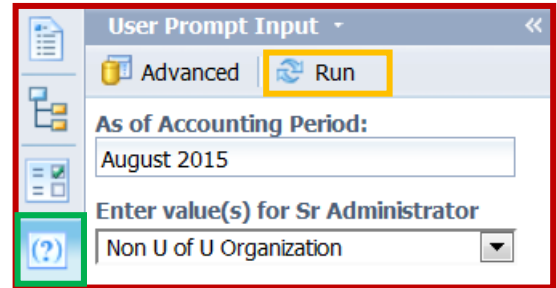 User Prompt Input
«
Advanced Run
As of Accounting Period:
August 2015
Enter value(s) for Sr Administrator
(?) Non U of U Organization